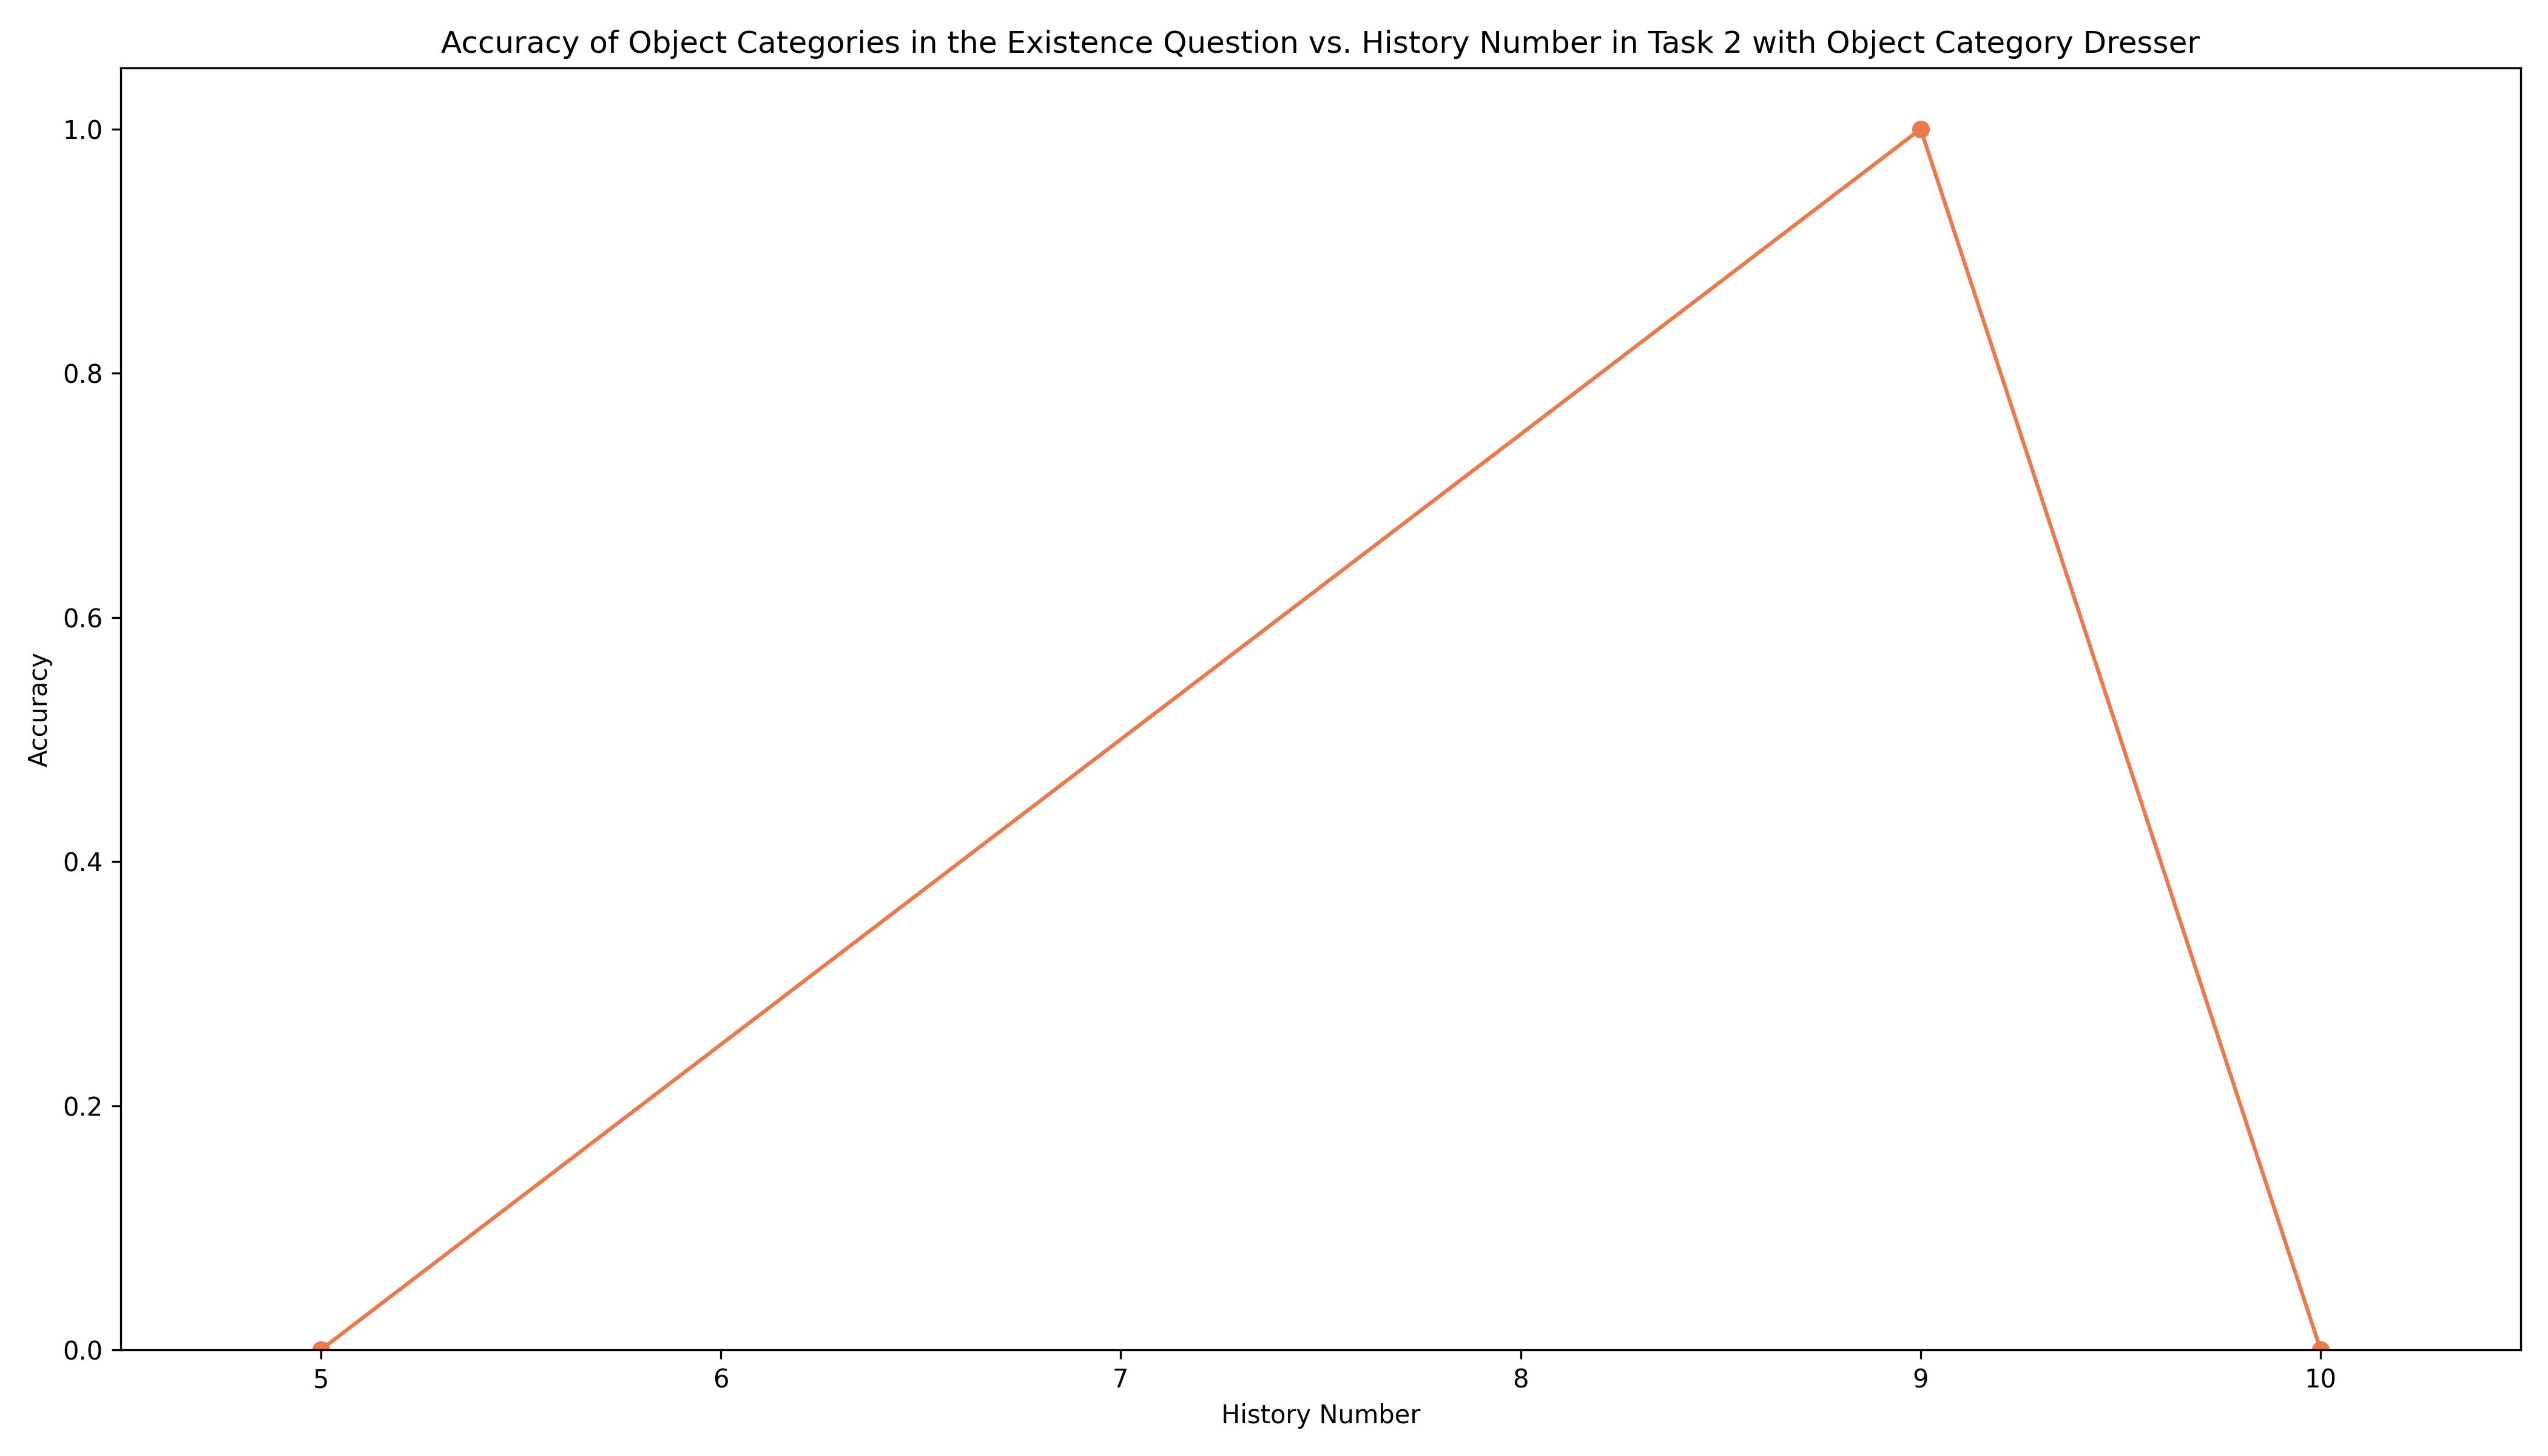 Accuracy of Object Categories in the Existence Question vs. History Number in Task 2 with Object Category Dresser
1.0
0.8
0.6
0.4
0.2
0.0
Accuracy
5 6 7 8 9 10
History Number